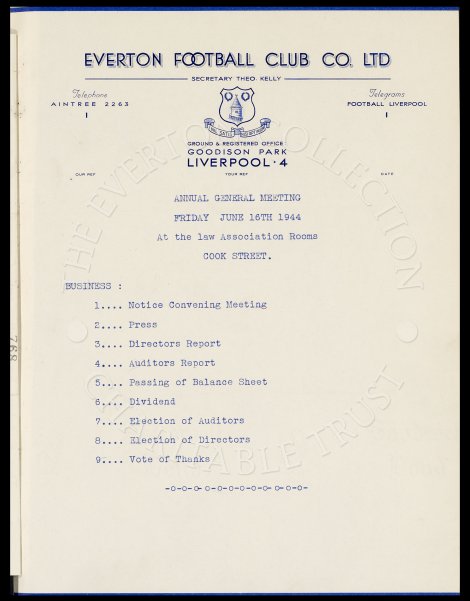 EVERTON FOOTBALL CLUB CO. LTD
SECRETARY THEO. KELLY
Telephone
AINTREE 2263
Telegrams
FOOTBALL LIVERPOOL
GROUND & REGISTERED OFFICE:
GOODISON PARK
LIVERPOOL · 4
OUR REF
YOUR REF
DATE
ANNUAL GENERAL MEETING
FRIDAY JUNE 16TH 1944
At the law Association Rooms
COOK STREET.
BUSINESS :
1.... Notice Convening Meeting
2.... Press
3.... Directors Report
4.... Auditors Report
5.... Passing of Balance Sheet
6.... Dividend
7.... Election of Auditors
8.... Election of Directors
9.... Vote of Thanks
-o-o-o-o-o-o-o-o-o-o-o-o-
768
THE EVERTON COLLECTION
CHARITABLE TRUST